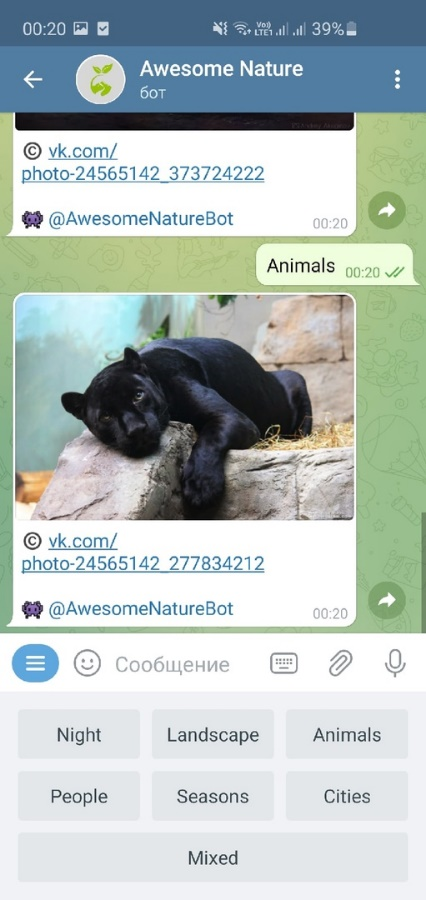 00:20 39%
Awesome Nature
бот
© vk.com/
photo-24565142_373724222
@AwesomeNatureBot
00:20
Animals 00:20
© vk.com/
photo-24565142_277834212
@AwesomeNatureBot
00:20
Сообщение
Night Landscape Animals
People Seasons Cities
Mixed